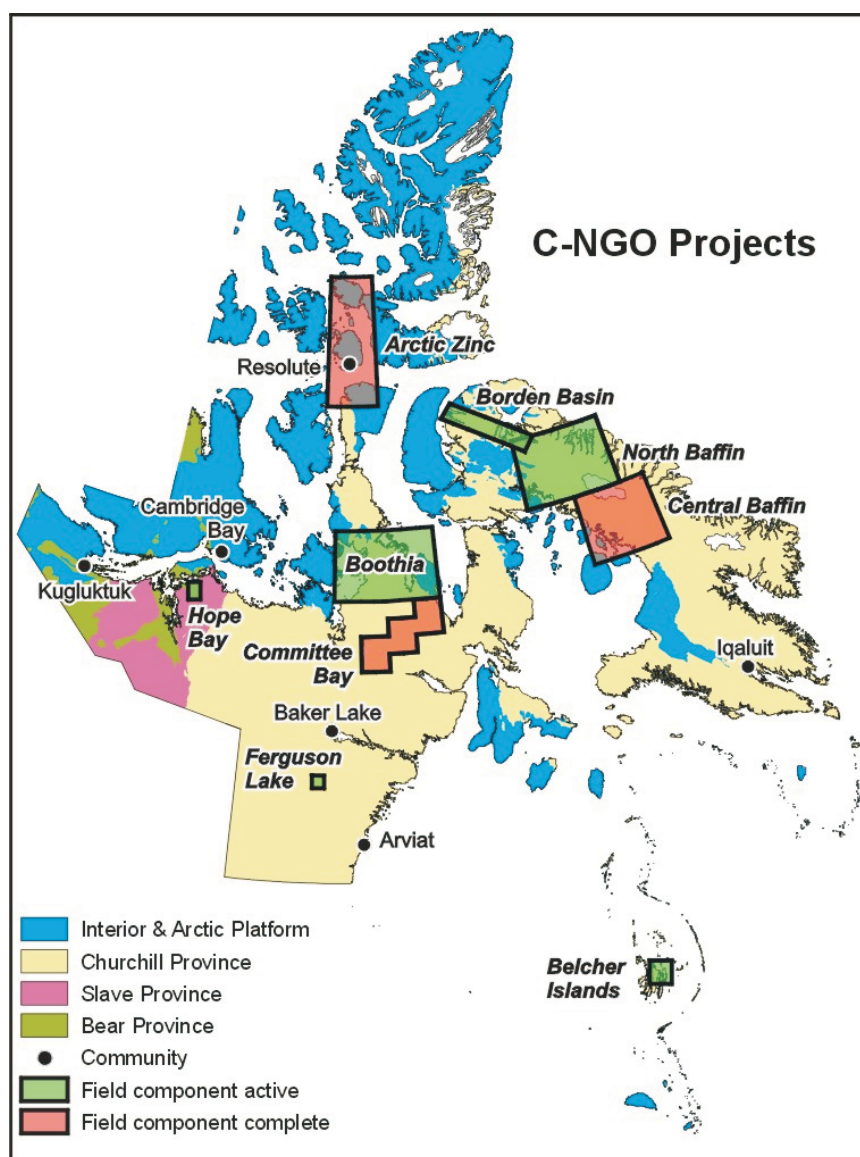 C-NGO Projects
Arctic Zinc
Resolute
Borden Basin
North Baffin
Central Baffin
Cambridge
Bay
Boothia
Kugluktuk
Hope
Bay
Committee
Bay
Iqaluit
Baker Lake
Ferguson
Lake
Arviat
Belcher
Islands
Interior & Arctic Platform
Churchill Province
Slave Province
Bear Province
Community
Field component active
Field component complete